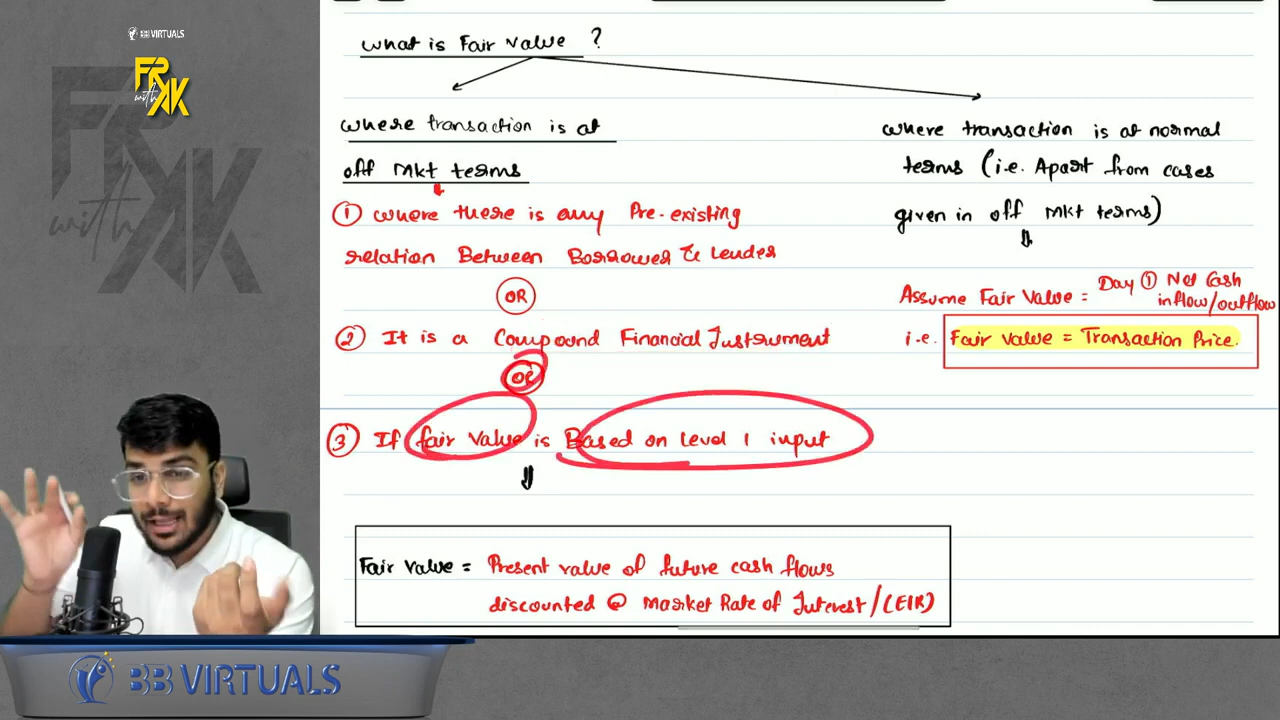 BB VIRTUALS
FR
with
AK
FR
with
AK
What is Fair Value ?
where transaction is at
off Mkt terms
① where there is any Pre-existing
relation Between Borrower & Lender
OR
② It is a Compound Financial Instrument
OR
③ If fair value is Based on Level 1 input
Fair Value = Present value of future cash flows
discounted @ Market Rate of Interest/(EIR)
where transaction is at normal
terms (i.e. Apart from cases
given in off Mkt terms)
Assume Fair Value = Day ① Net Cash
inflow/outflow
i.e. Fair Value = Transaction Price.
BB VIRTUALS